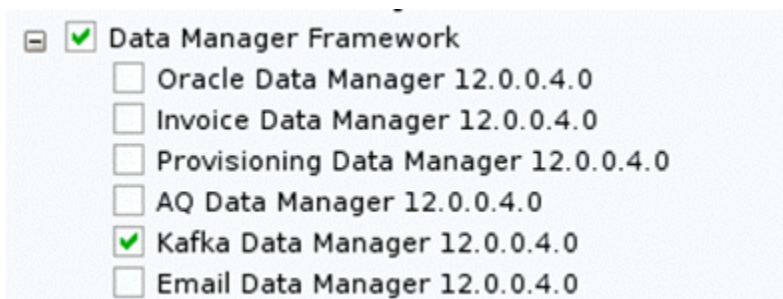 Data Manager Framework
Oracle Data Manager 12.0.0.4.0
Invoice Data Manager 12.0.0.4.0
Provisioning Data Manager 12.0.0.4.0
AQ Data Manager 12.0.0.4.0
Kafka Data Manager 12.0.0.4.0
Email Data Manager 12.0.0.4.0